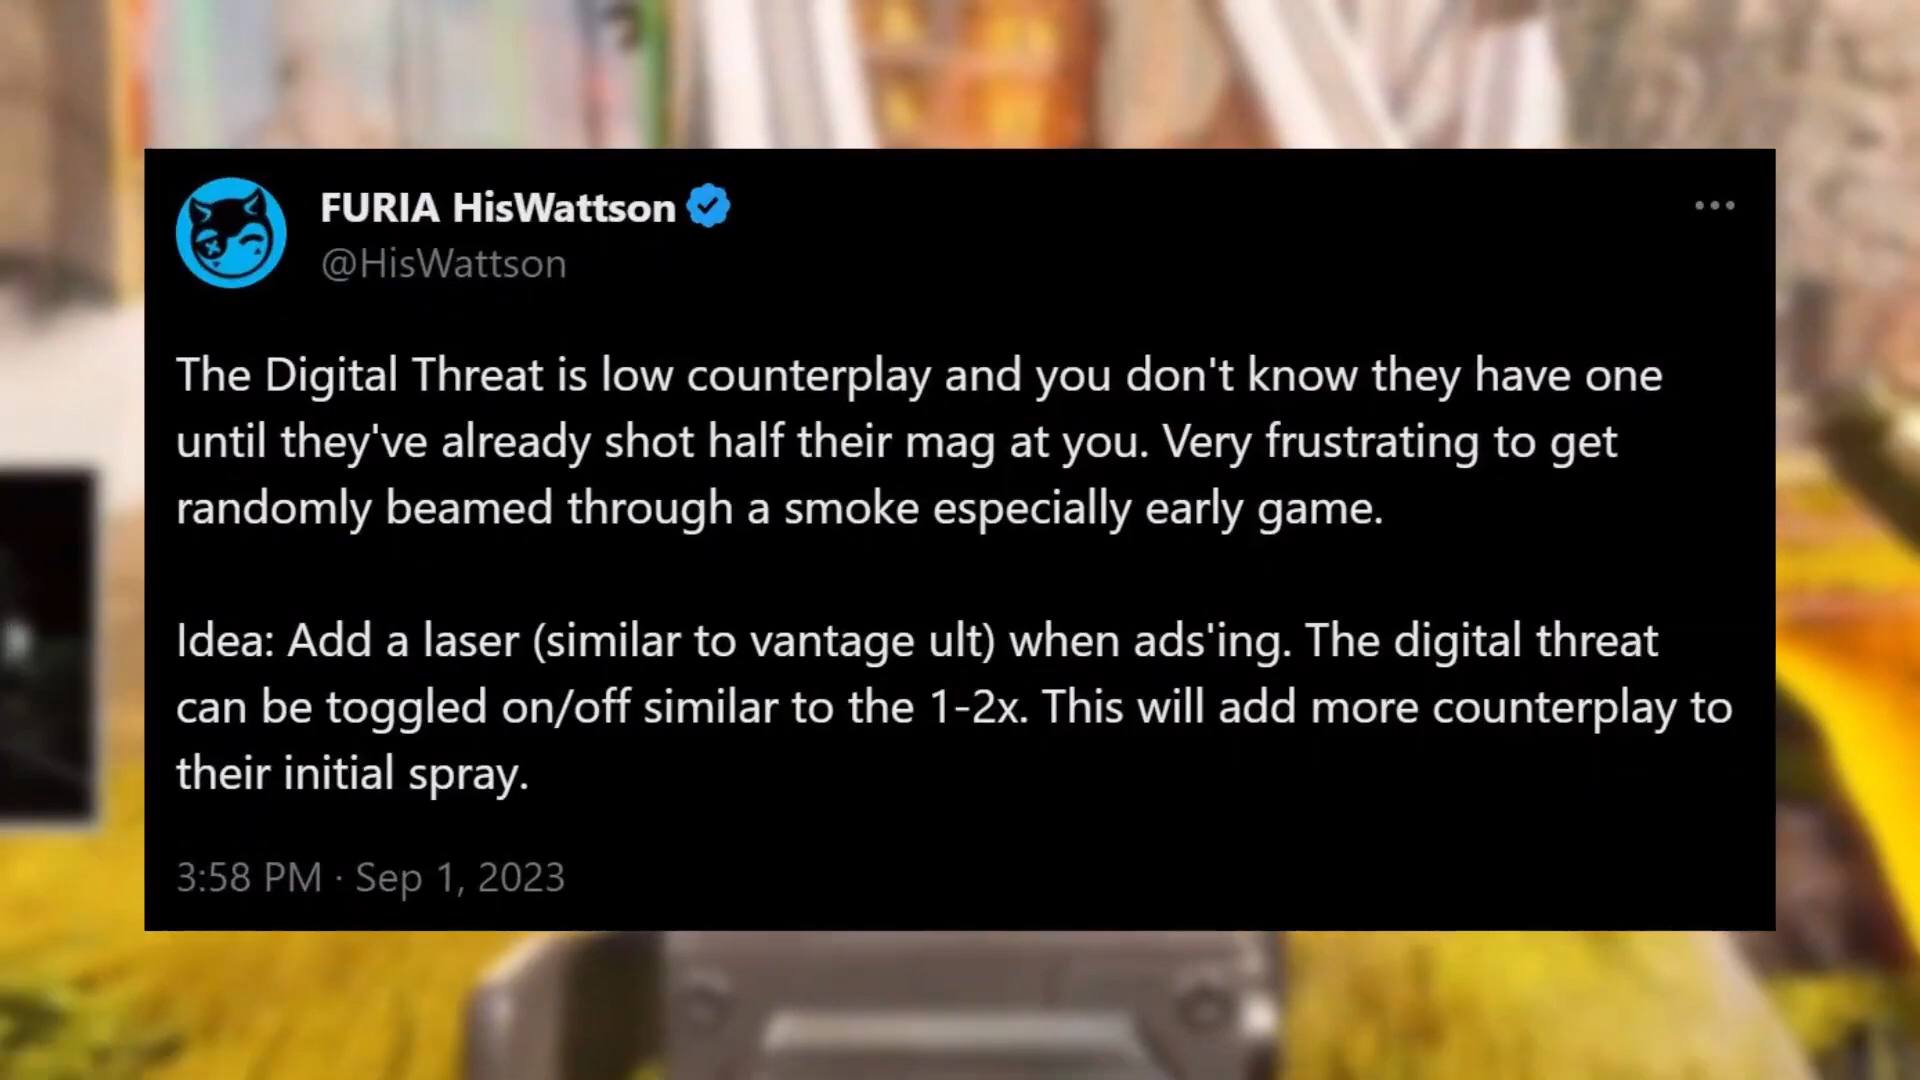 FURIA HisWattson
@HisWattson
The Digital Threat is low counterplay and you don't know they have one
until they've already shot half their mag at you. Very frustrating to get
randomly beamed through a smoke especially early game.
Idea: Add a laser (similar to vantage ult) when ads'ing. The digital threat
can be toggled on/off similar to the 1-2x. This will add more counterplay to
their initial spray.
3:58 PM · Sep 1, 2023